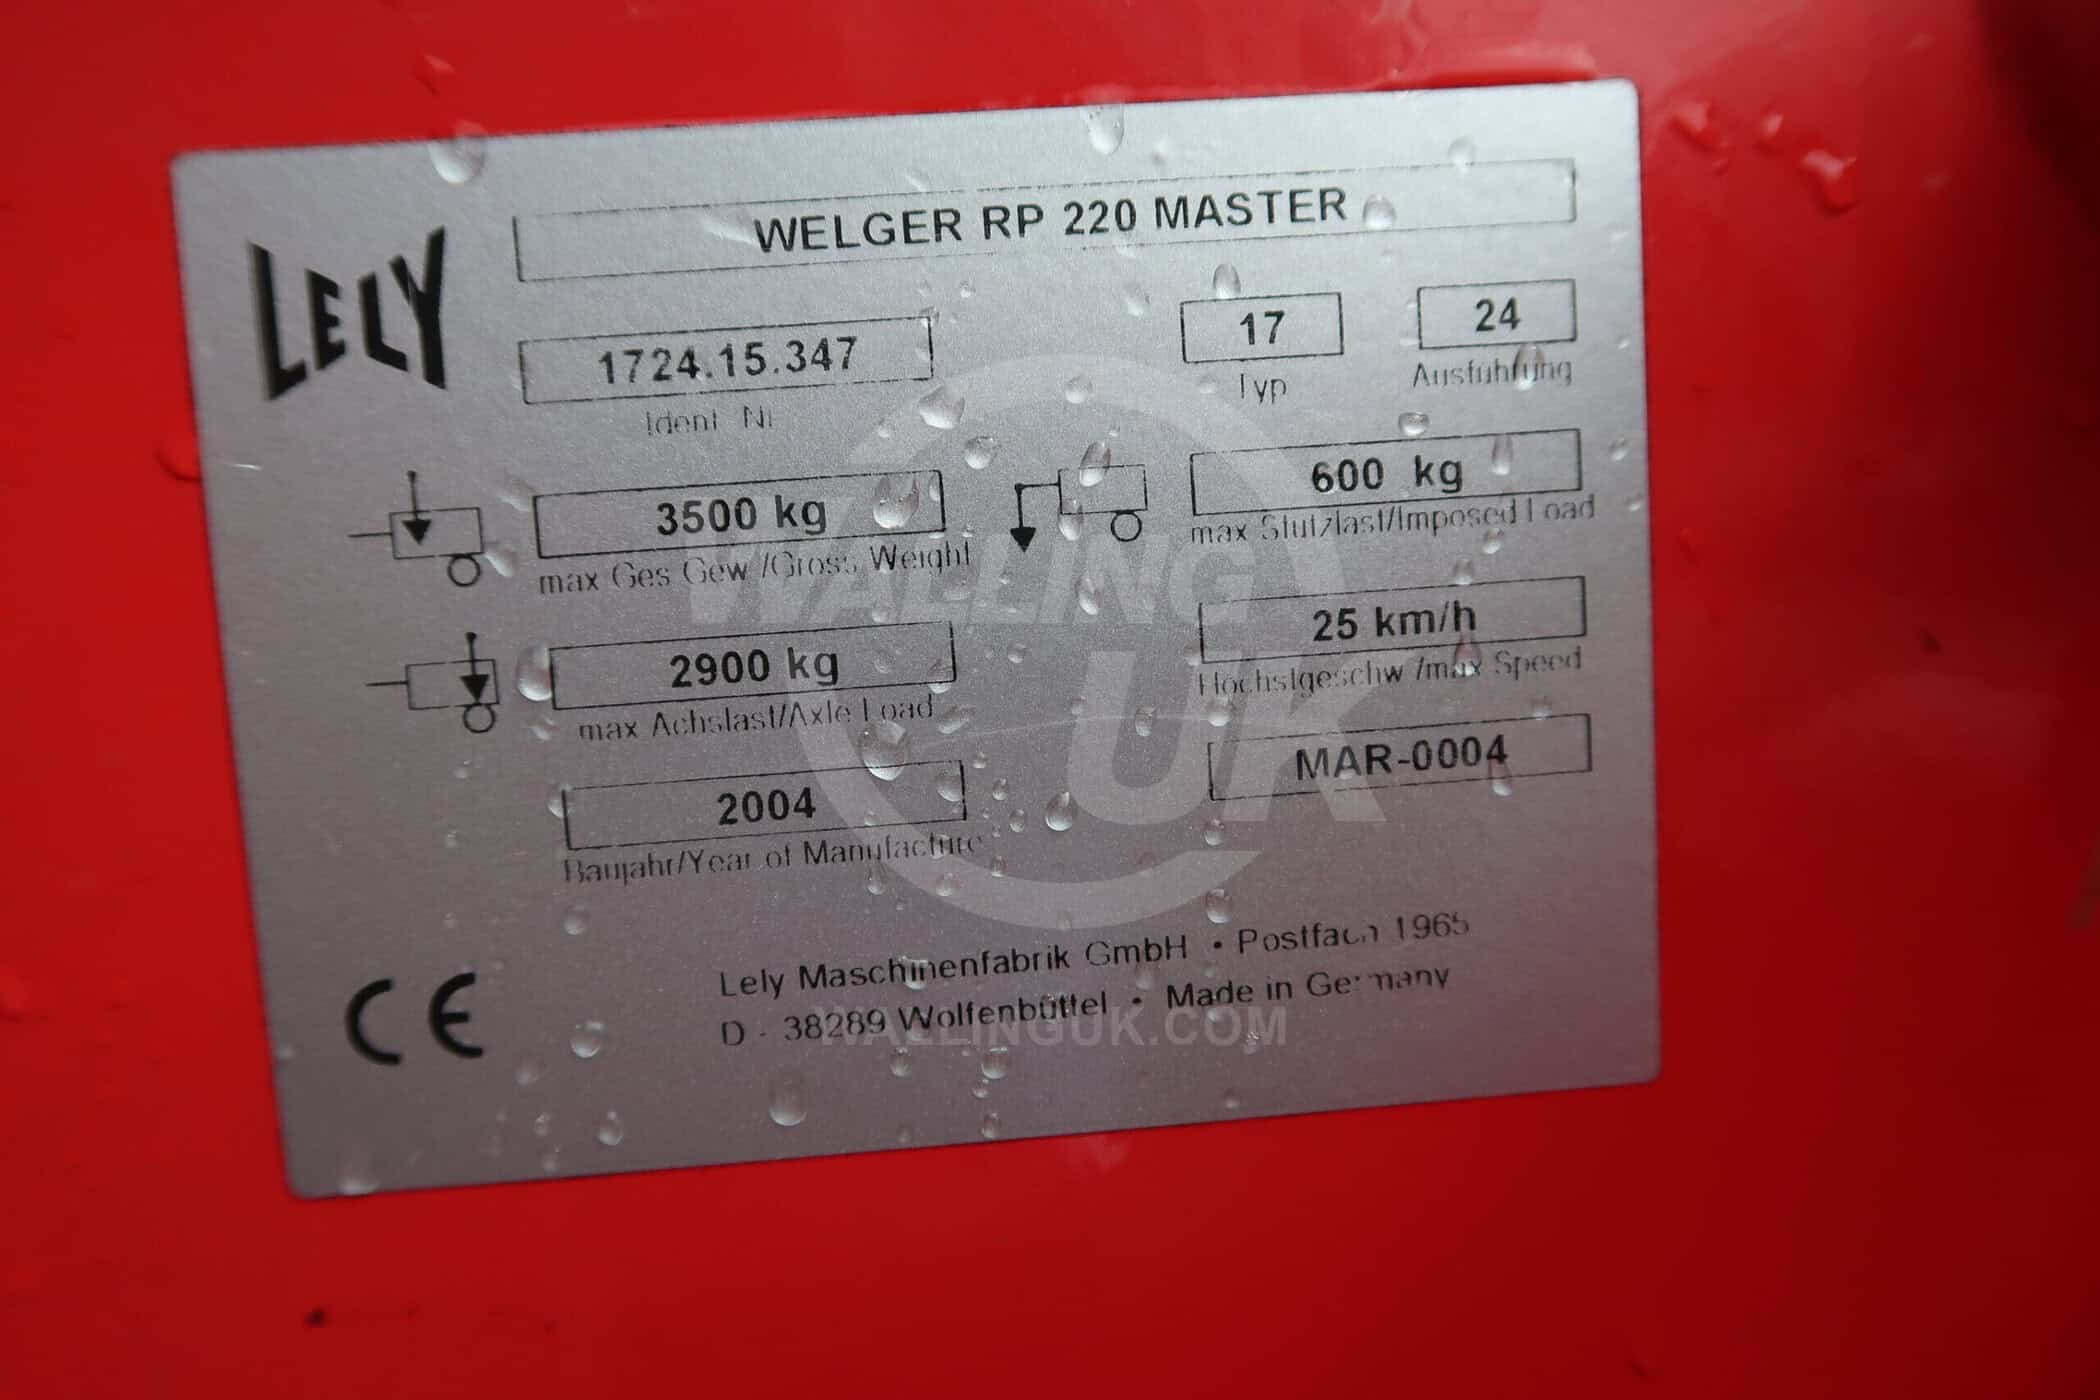 WELGER RP 220 MASTER
LELY
1724.15.347
Ident. Nr.
17
Typ
24
Ausführung
3500 kg
max Ges Gew./Gross Weight
600 kg
max Stützlast/Imposed Load
2900 kg
max Achslast/Axle Load
25 km/h
Höchstgeschw./max Speed
2004
Baujahr/Year of Manufacture
MAR-0004
CE
Lely Maschinenfabrik GmbH • Postfach 1965
D - 38289 Wolfenbüttel • Made in Germany
WALLING
UK
WALLINGUK.COM